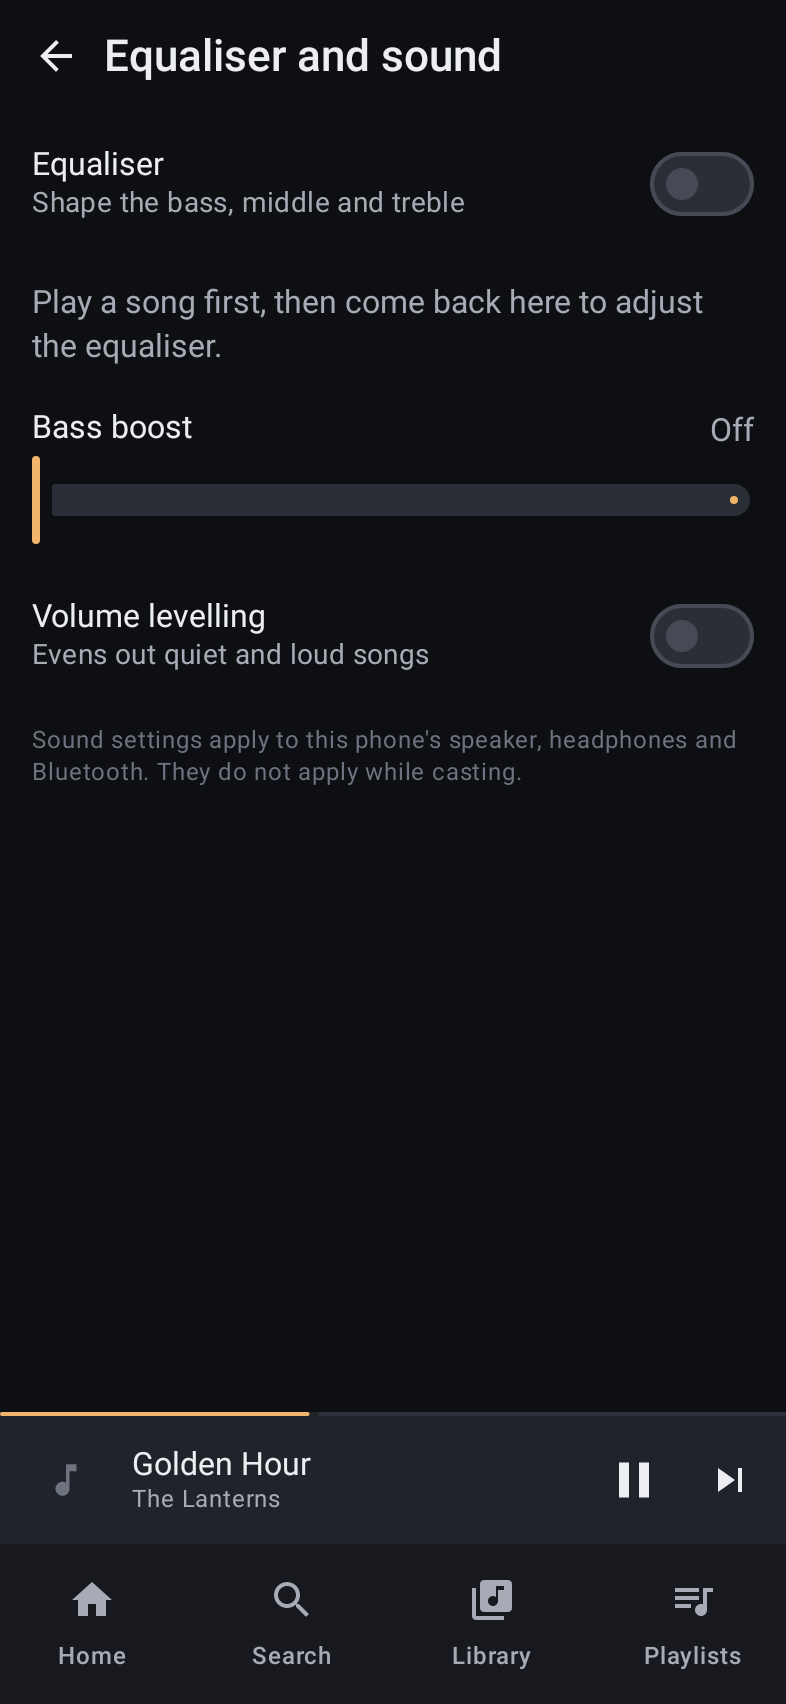 Equaliser and sound
Equaliser
Shape the bass, middle and treble
Play a song first, then come back here to adjust
the equaliser.
Bass boost
Off
Volume levelling
Evens out quiet and loud songs
Sound settings apply to this phone's speaker, headphones and
Bluetooth. They do not apply while casting.
Golden Hour
The Lanterns
Home
Search
Library
Playlists